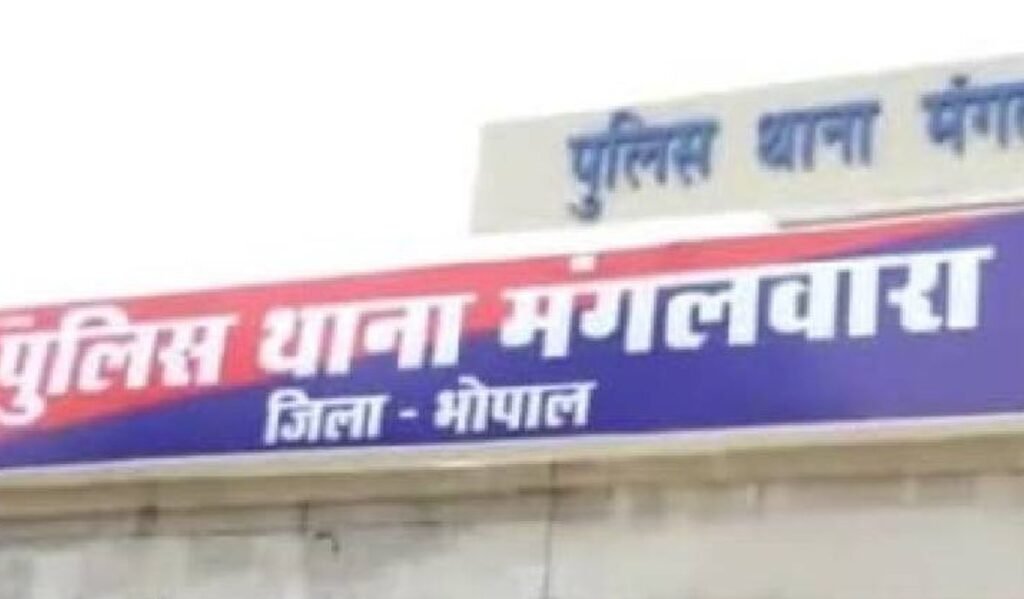 पुलिस थाना
पुलिस थाना मंगलवारा
जिला - भोपाल